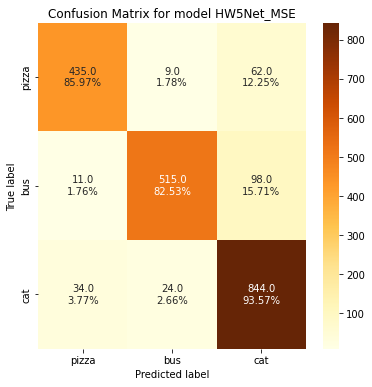 Confusion Matrix for model HW5Net_MSE
True label
pizza
435.0
85.97%
9.0
1.78%
62.0
12.25%
bus
11.0
1.76%
515.0
82.53%
98.0
15.71%
cat
34.0
3.77%
24.0
2.66%
844.0
93.57%
pizza
bus
cat
Predicted label
800
700
600
500
400
300
200
100